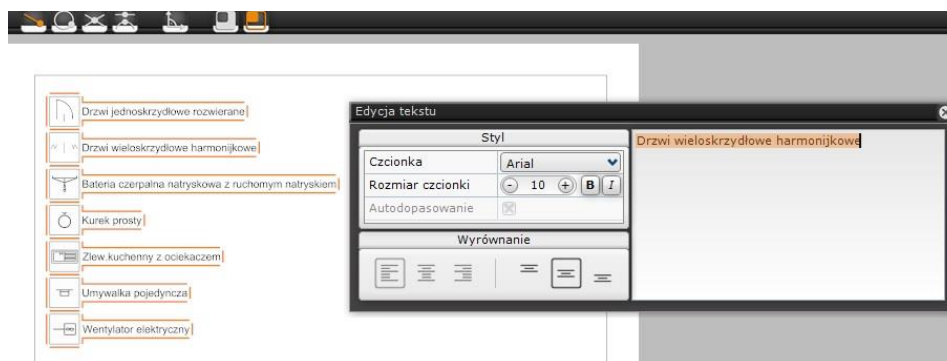 Drzwi jednoskrzydłowe rozwierane
Drzwi wieloskrzydłowe harmonijkowe
Bateria czerpalna natryskowa z ruchomym natryskiem
Kurek prosty
Zlew.kuchenny z ociekaczem
Umywalka pojedyncza
Wentylator elektryczny
Edycja tekstu
Styl
Czcionka Arial
Rozmiar czcionki - 10 + B I
Autodopasowanie
Wyrównanie
Drzwi wieloskrzydłowe harmonijkowe